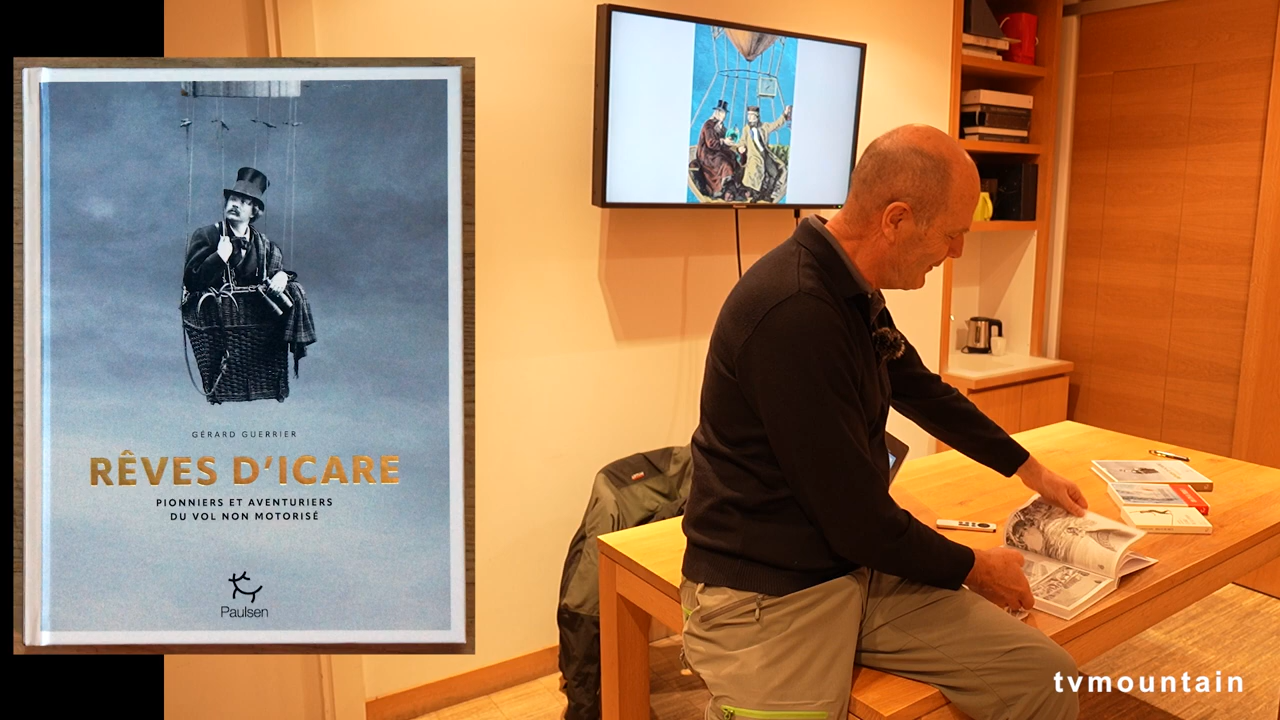 GÉRARD GUERRIER
RÊVES D'ICARE
PIONNIERS ET AVENTURIERS
DU VOL NON MOTORISÉ
Paulsen
tvmountain